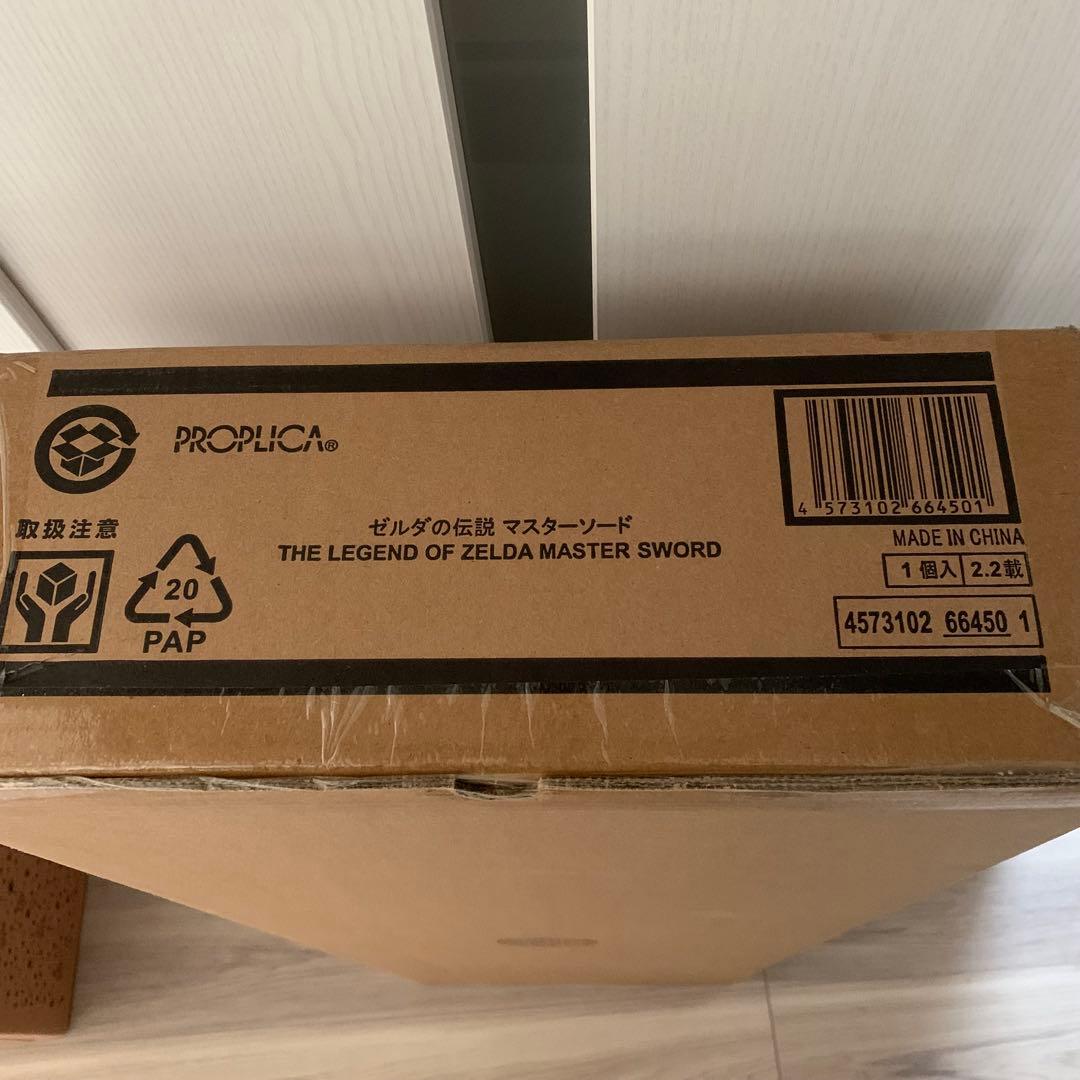 PROPLICA®
取扱注意
20
PAP
ゼルダの伝説 マスターソード
THE LEGEND OF ZELDA MASTER SWORD
4 573102 664501
MADE IN CHINA
1個入 2.2載
4573102 66450 1